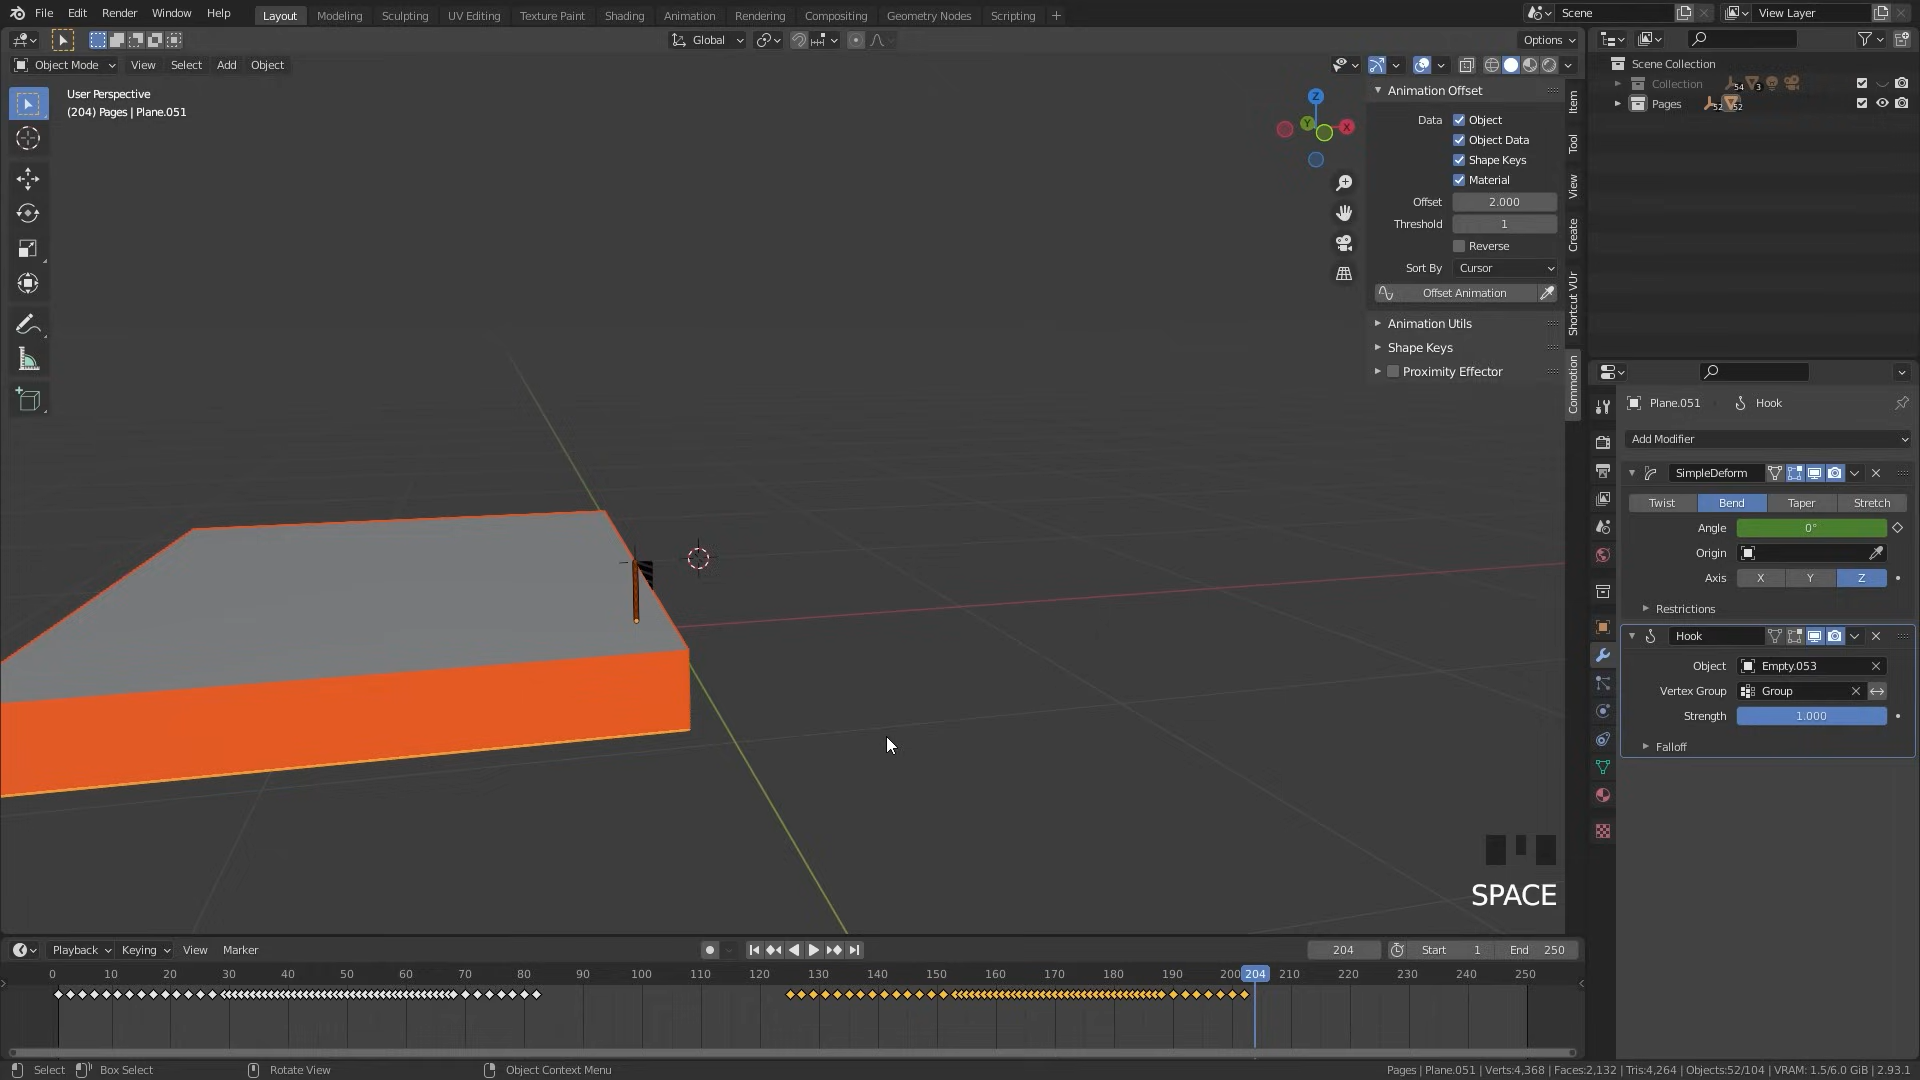 File Edit Render Window Help Layout Modeling Sculpting UV Editing Texture Paint Shading Animation Rendering Compositing Geometry Nodes Scripting + Scene View Layer
Global Options
Object Mode View Select Add Object
User Perspective
(204) Pages | Plane.051
Z
Y
X
Animation Offset
Data Object
Object Data
Shape Keys
Material
Offset 2.000
Threshold 1
Reverse
Sort By Cursor
Offset Animation
Animation Utils
Shape Keys
Proximity Effector
Item
Tool
View
Create
Shortcut VUr
Commotion
Scene Collection
Collection 54 3
Pages 52 52
Plane.051 Hook
Add Modifier
SimpleDeform
Twist Bend Taper Stretch
Angle 0°
Origin
Axis X Y Z
Restrictions
Hook
Object Empty.053
Vertex Group Group
Strength 1.000
Falloff
SPACE
Playback Keying View Marker 204 Start 1 End 250
0 10 20 30 40 50 60 70 80 90 100 110 120 130 140 150 160 170 180 190 200 204 210 220 230 240 250
Select Box Select Rotate View Object Context Menu Pages | Plane.051 | Verts:4,368 | Faces:2,132 | Tris:4,264 | Objects:52/104 | VRAM: 1.5/6.0 GiB | 2.93.1